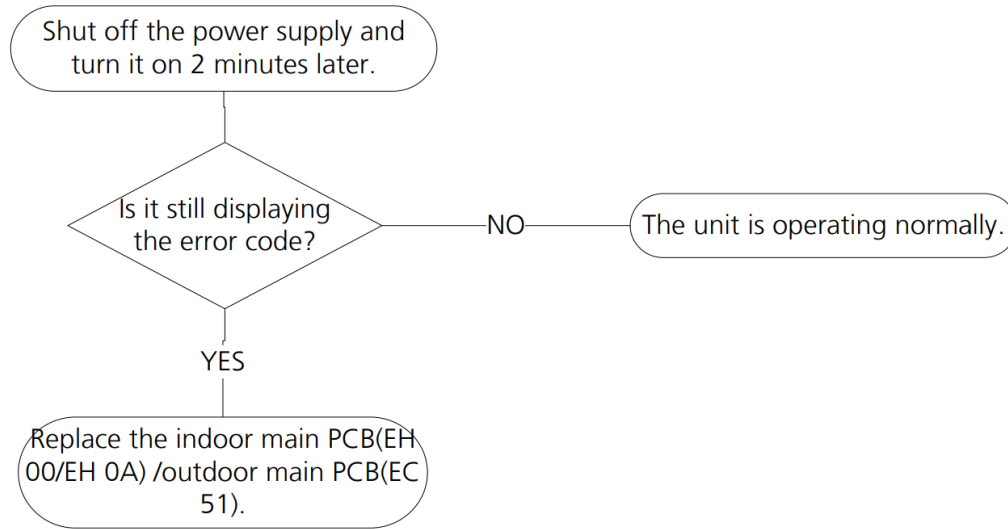 Shut off the power supply and
turn it on 2 minutes later.
Is it still displaying
the error code?
NO
The unit is operating normally.
YES
Replace the indoor main PCB(EH
00/EH 0A) /outdoor main PCB(EC
51).